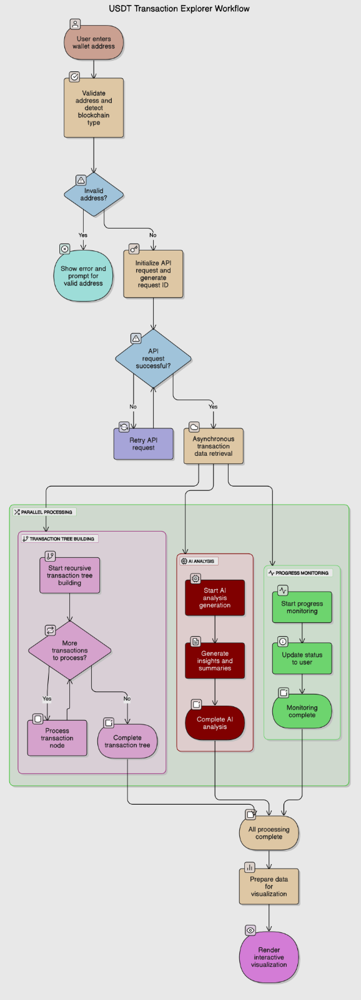 USDT Transaction Explorer Workflow
User enters
wallet address
Validate
address and
detect
blockchain
type
Invalid
address?
Yes
No
Show error and
prompt for
valid address
Initialize API
request and
generate
request ID
API
request
successful?
No
Yes
Retry API
request
Asynchronous
transaction
data retrieval
PARALLEL PROCESSING
TRANSACTION TREE BUILDING
Start recursive
transaction tree
building
More
transactions
to process?
Yes
No
Process
transaction
node
Complete
transaction tree
AI ANALYSIS
Start AI
analysis
generation
Generate
insights and
summaries
Complete AI
analysis
PROGRESS MONITORING
Start progress
monitoring
Update status
to user
Monitoring
complete
All processing
complete
Prepare data
for
visualization
Render
interactive
visualization